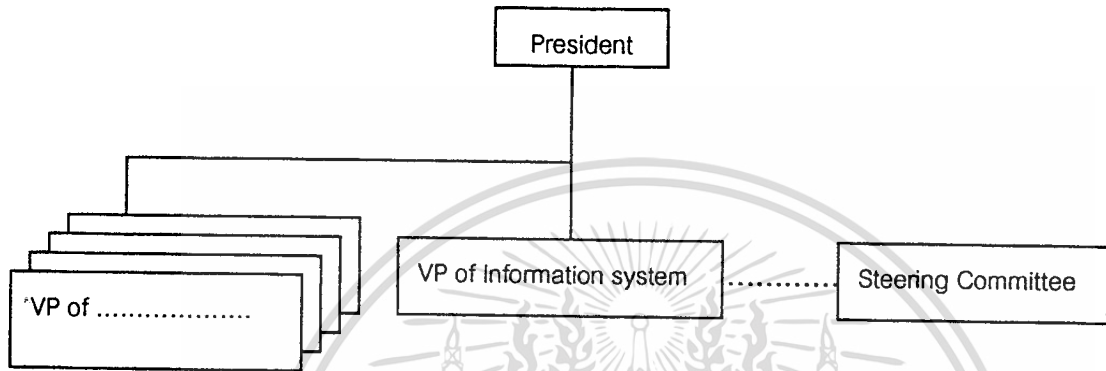 President
VP of Information system
Steering Committee
VP of ....................